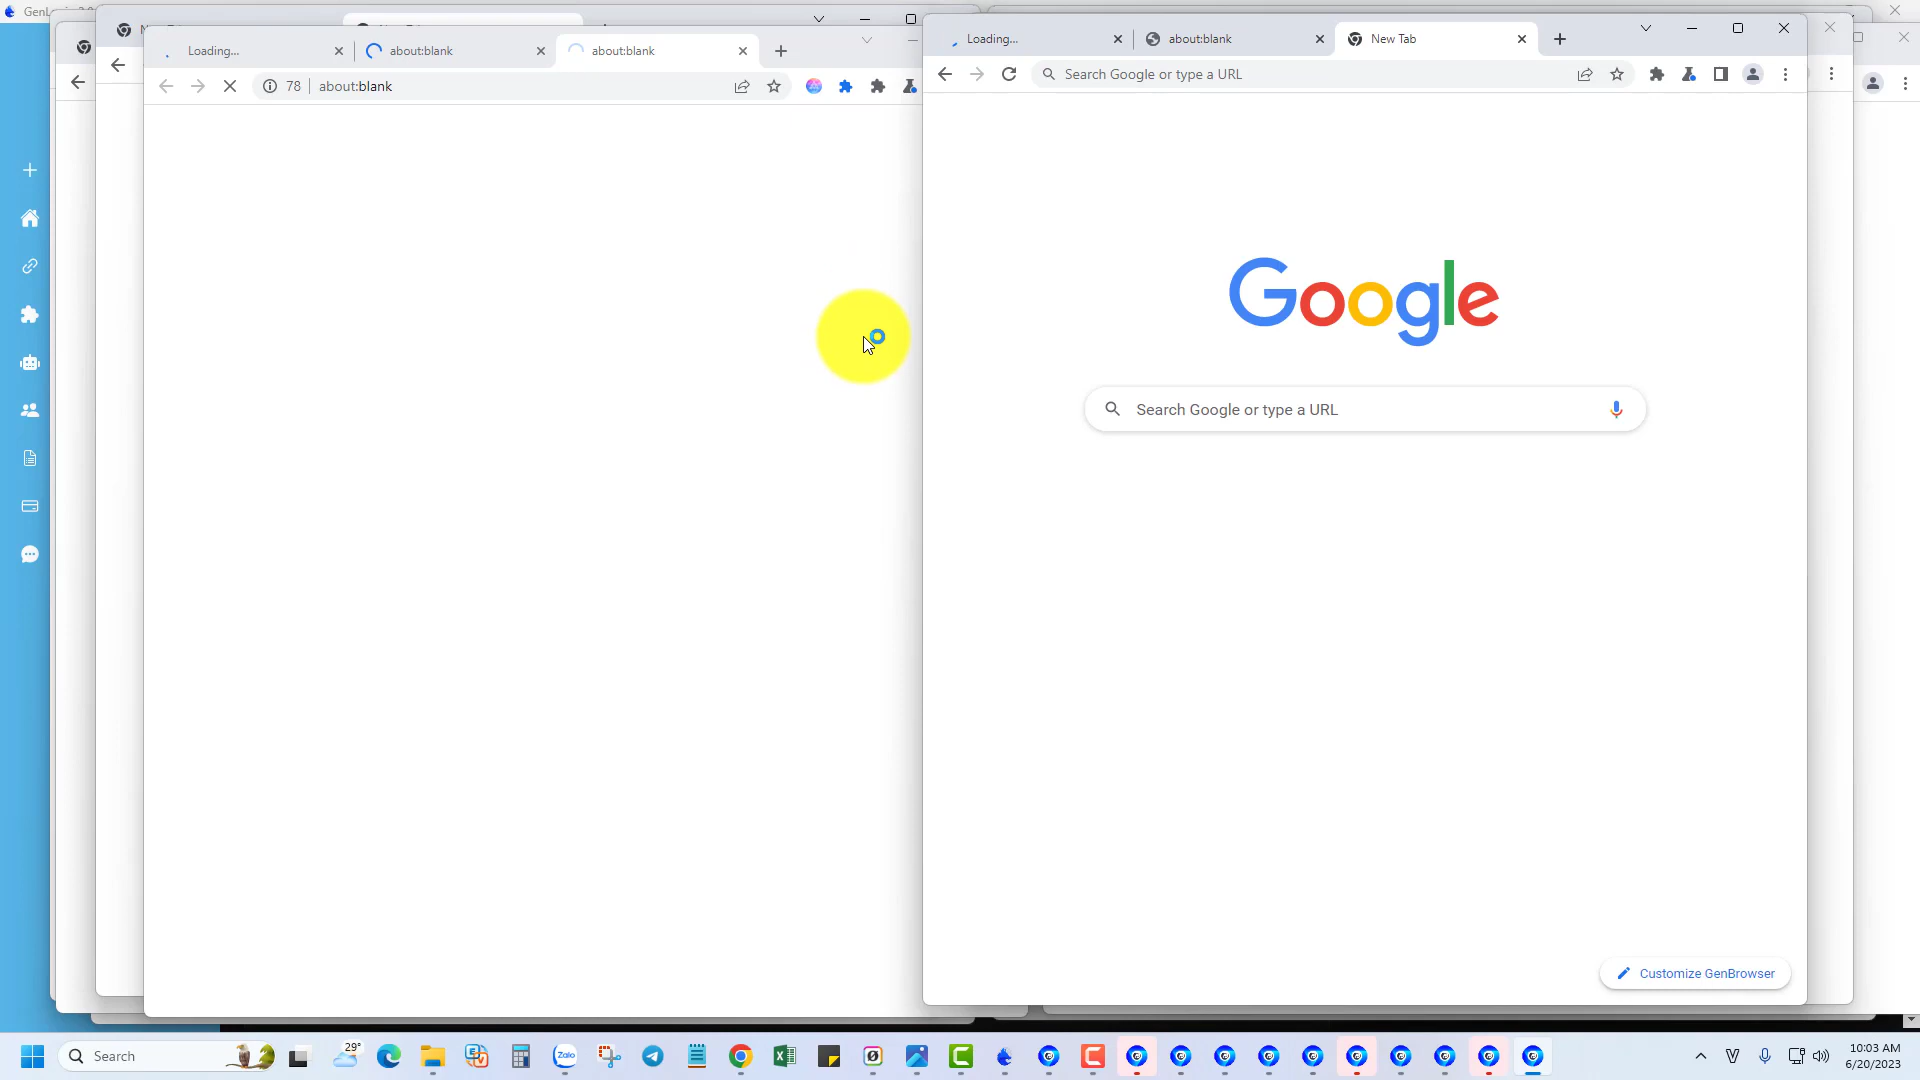 Loading...
about:blank
about:blank
78
about:blank
Loading...
about:blank
New Tab
Search Google or type a URL
Google
Search Google or type a URL
Customize GenBrowser
Search
29°
Zalo
10:03 AM
6/20/2023